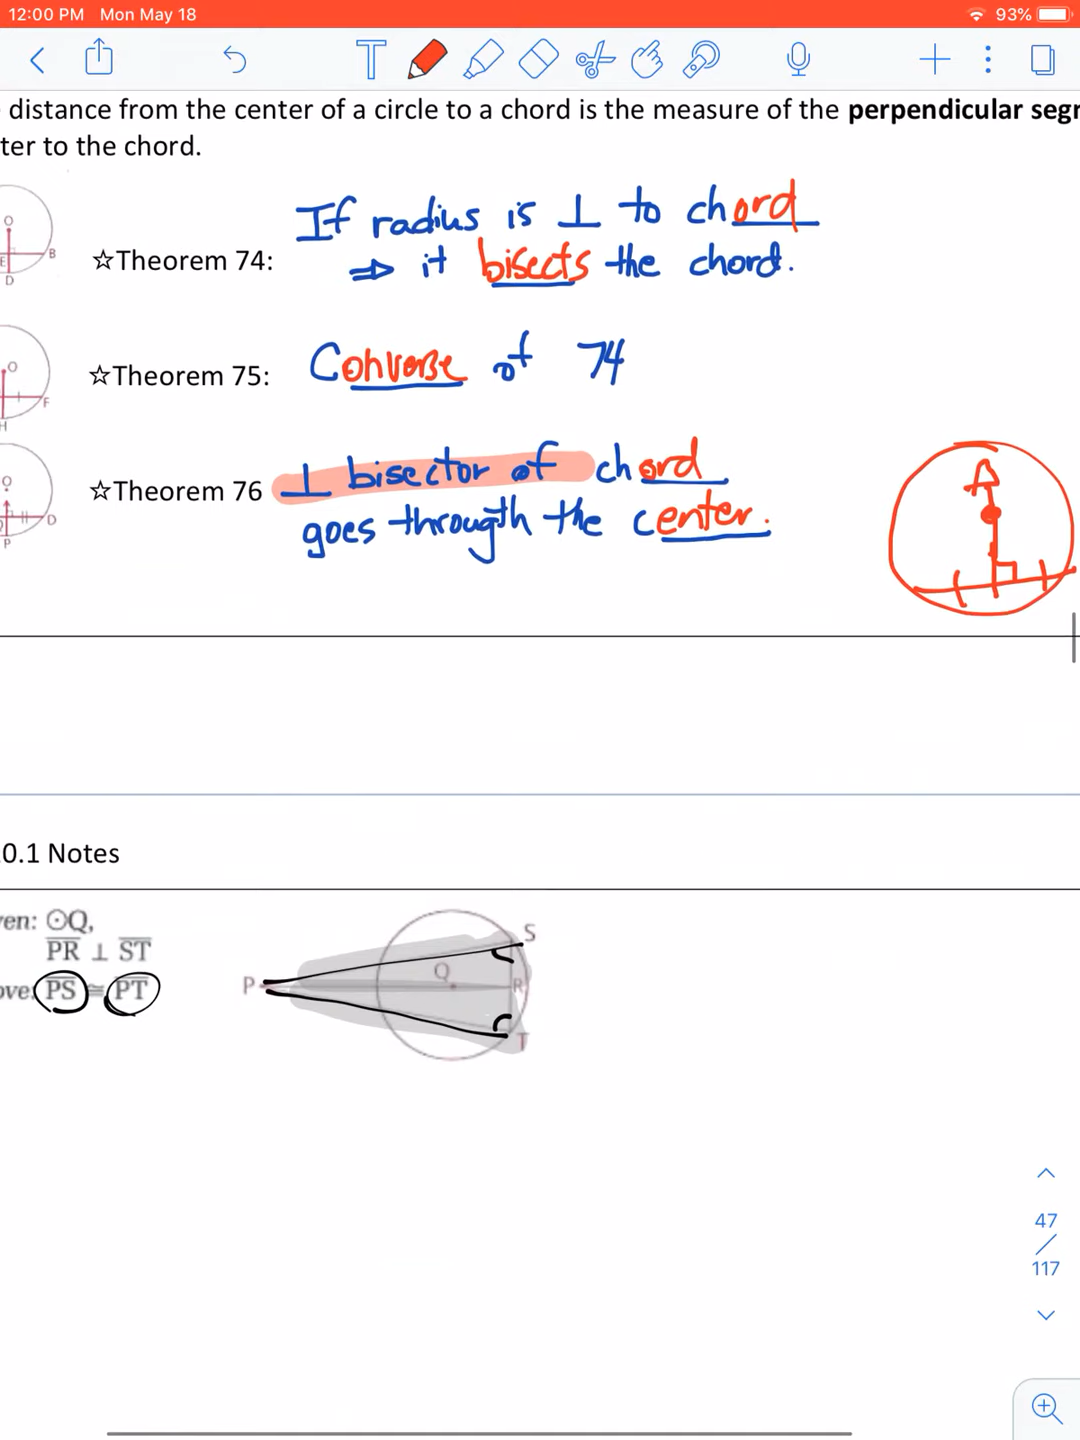 12:00 PM Mon May 18 93%
distance from the center of a circle to a chord is the measure of the perpendicular segm
ter to the chord.
If radius is ⊥ to chord
☆Theorem 74: ⇒ it bisects the chord.
☆Theorem 75: Converse of 74
☆Theorem 76 ⊥ bisector of chord
goes through the center.
O
E
B
D
O
F
H
O
D
P
0.1 Notes
ven: ⊙Q,
PR ⊥ ST
ove: PS ≅ PT
P
Q
R
S
T
47
/
117